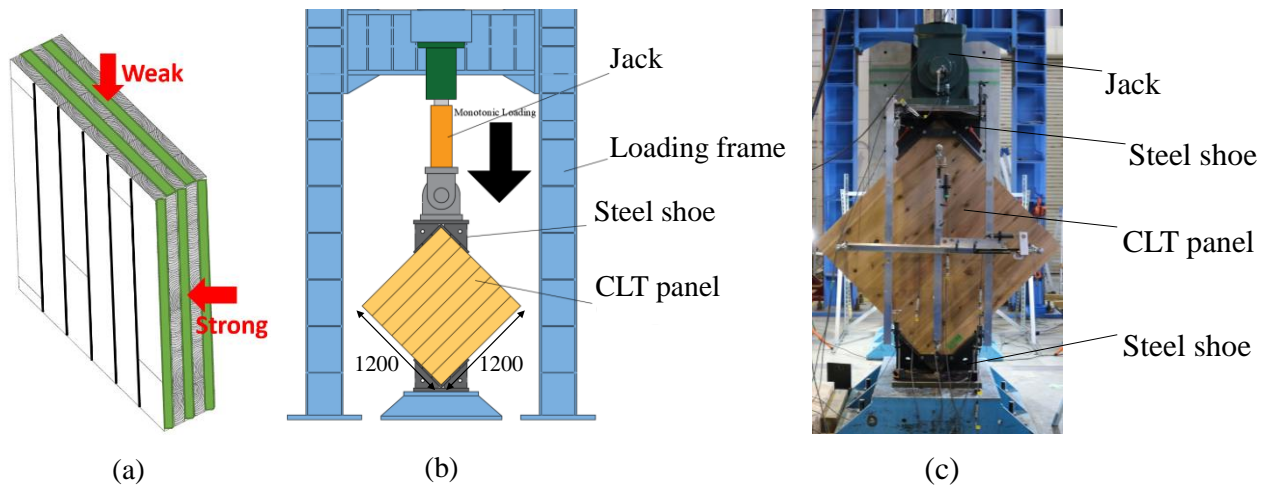 Weak
Strong
(a)
Monotonic Loading
Jack
Loading frame
Steel shoe
CLT panel
1200
1200
(b)
Jack
Steel shoe
CLT panel
Steel shoe
(c)